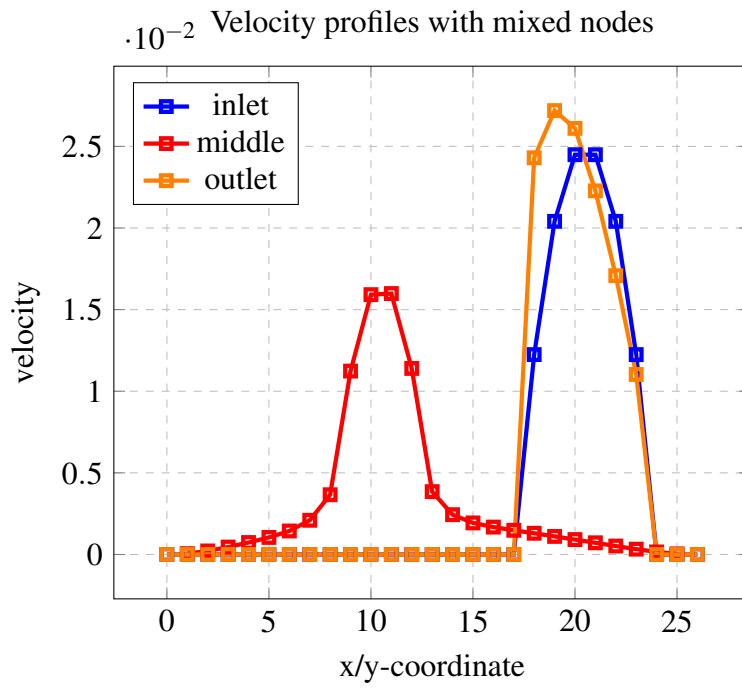 ·10−2 Velocity profiles with mixed nodes
inlet
middle
outlet
2.5
2
1.5
1
0.5
0
velocity
0 5 10 15 20 25
x/y-coordinate